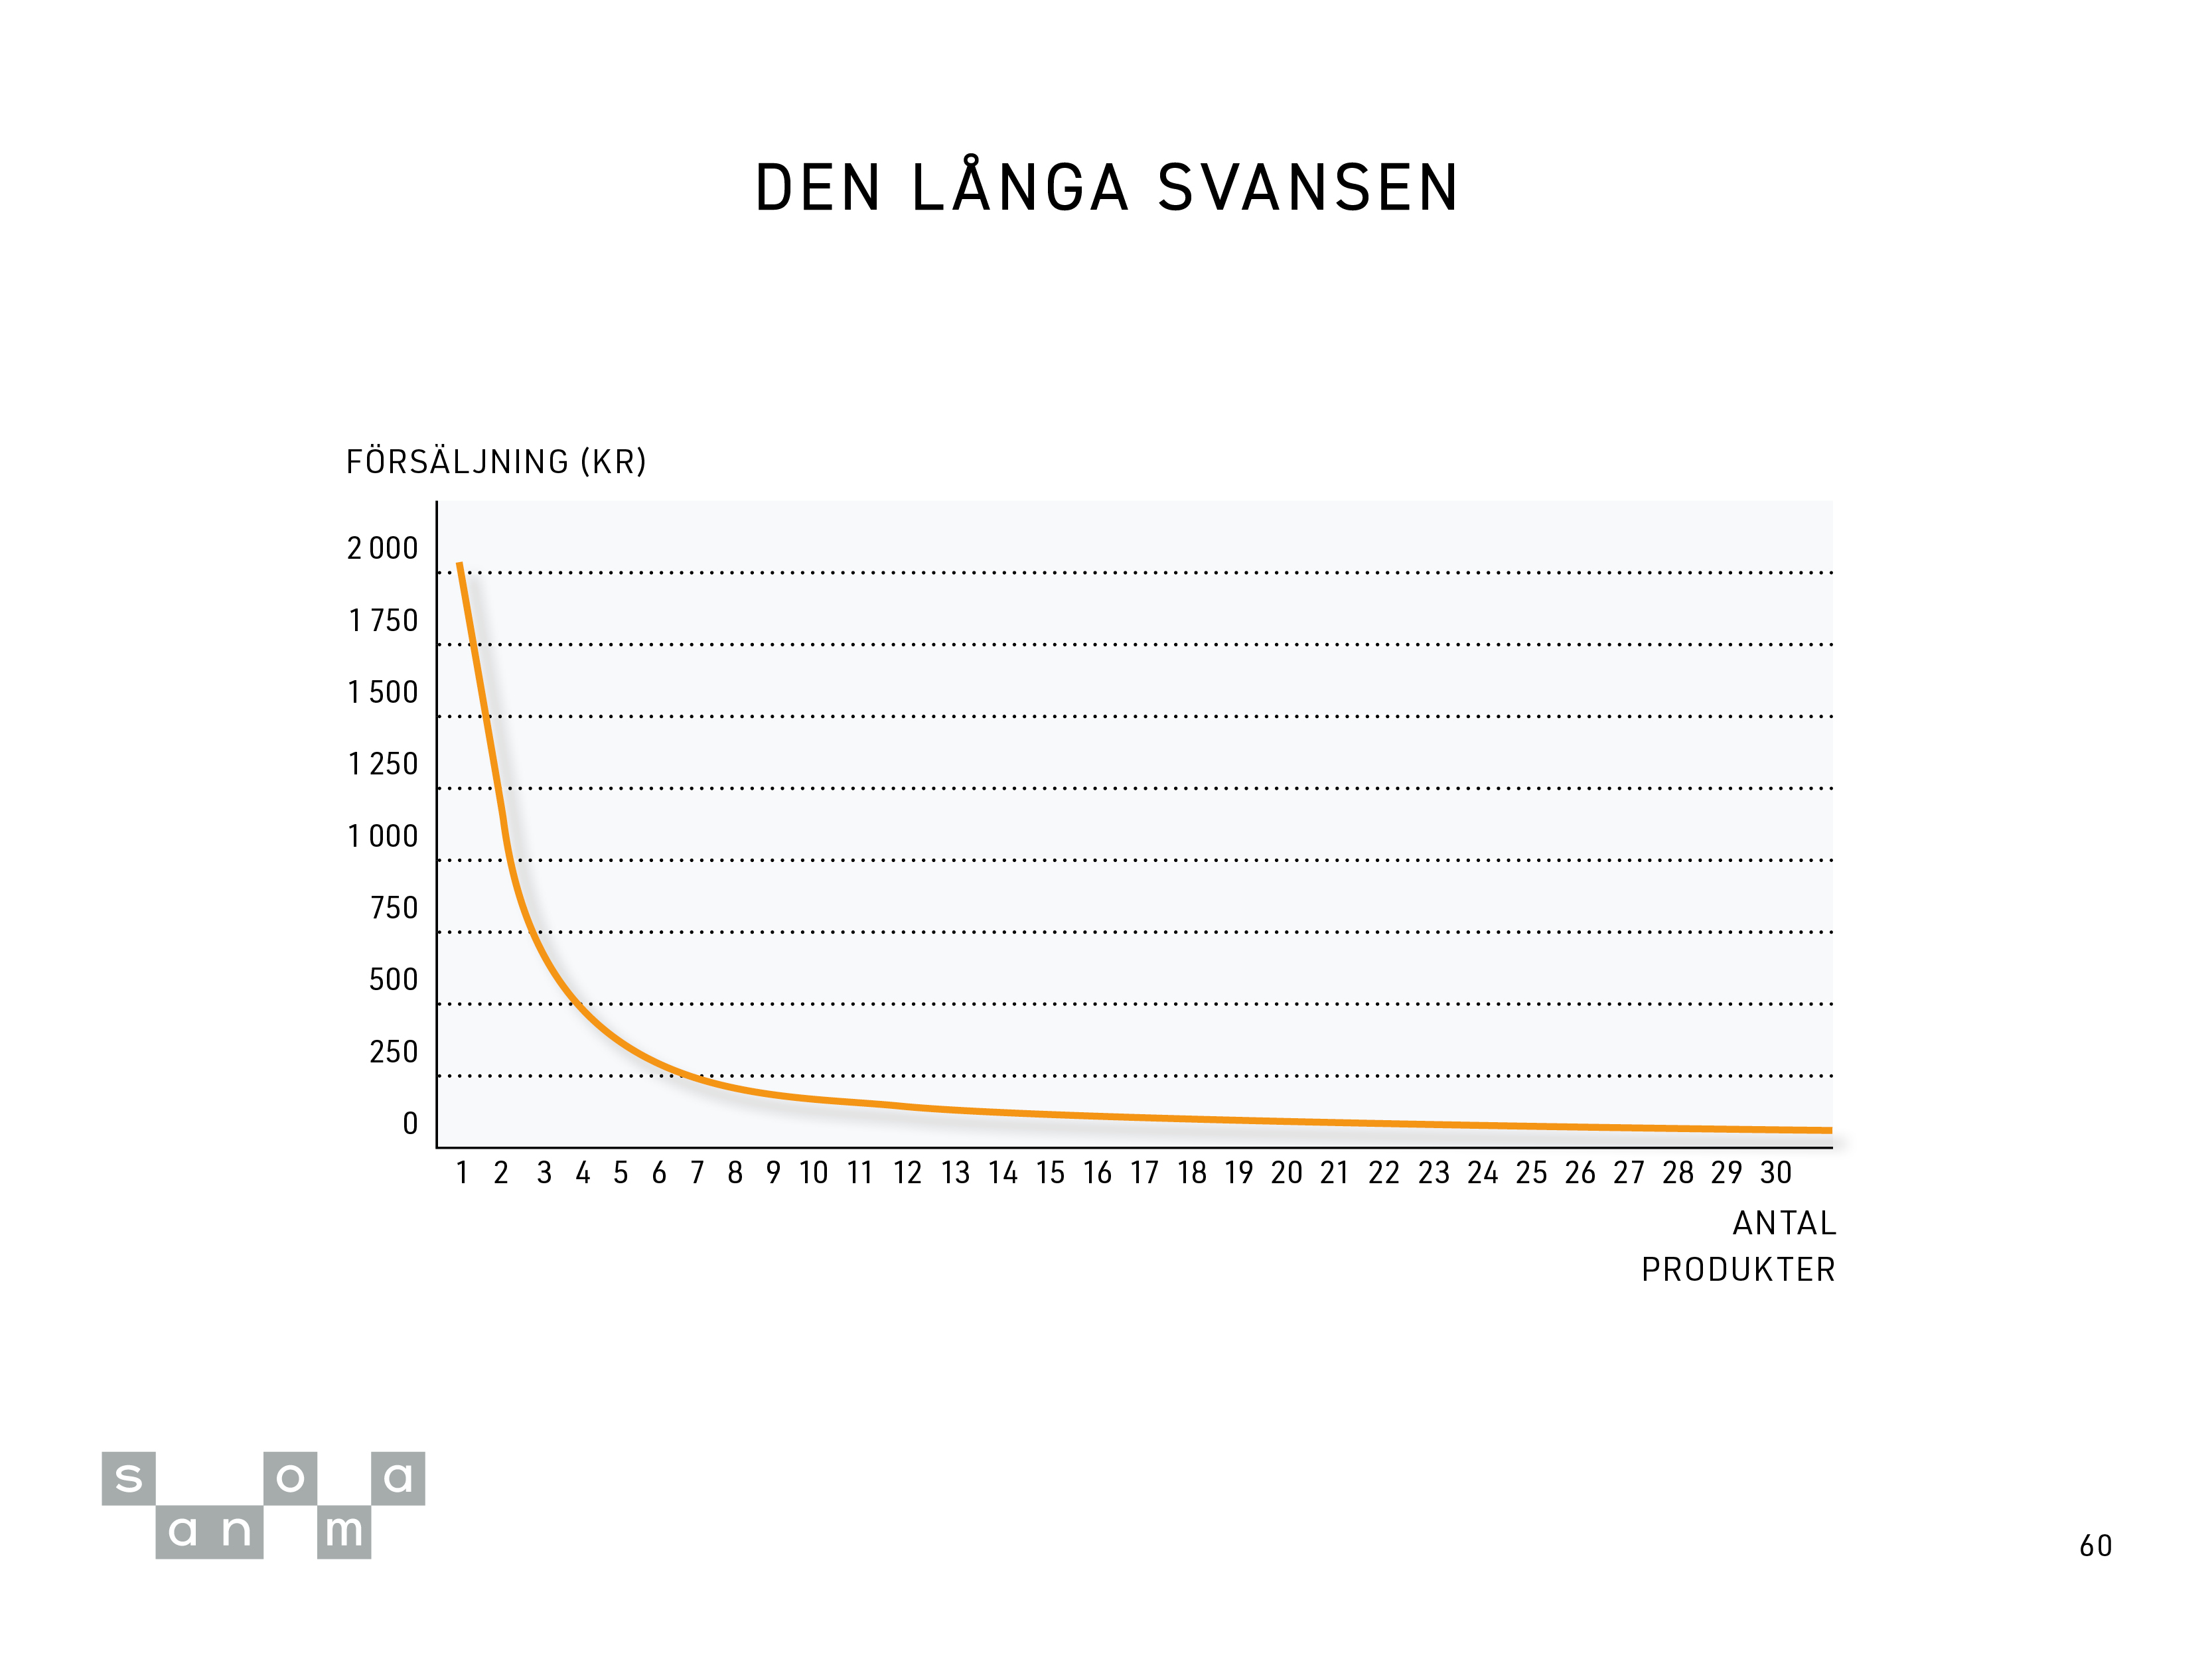 DEN LÅNGA SVANSEN
FÖRSÄLJNING (KR)
2 000
1 750
1 500
1 250
1 000
750
500
250
0
1 2 3 4 5 6 7 8 9 10 11 12 13 14 15 16 17 18 19 20 21 22 23 24 25 26 27 28 29 30
ANTAL
PRODUKTER
sanoma
60